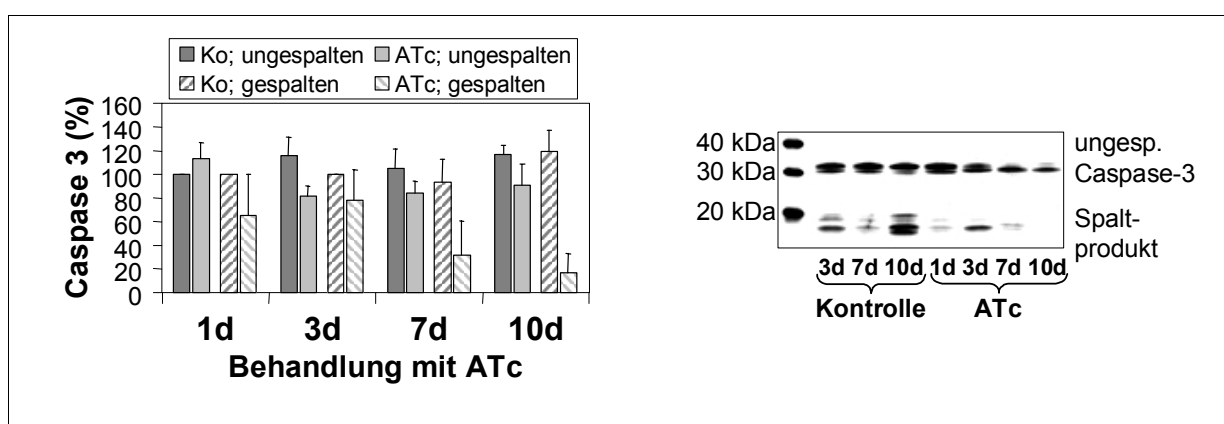 Ko; ungespalten ATc; ungespalten
Ko; gespalten ATc; gespalten
Caspase 3 (%)
160
140
120
100
80
60
40
20
0
1d 3d 7d 10d
Behandlung mit ATc
40 kDa
30 kDa
20 kDa
ungesp.
Caspase-3
Spalt-
produkt
3d 7d 10d 1d 3d 7d 10d
Kontrolle ATc